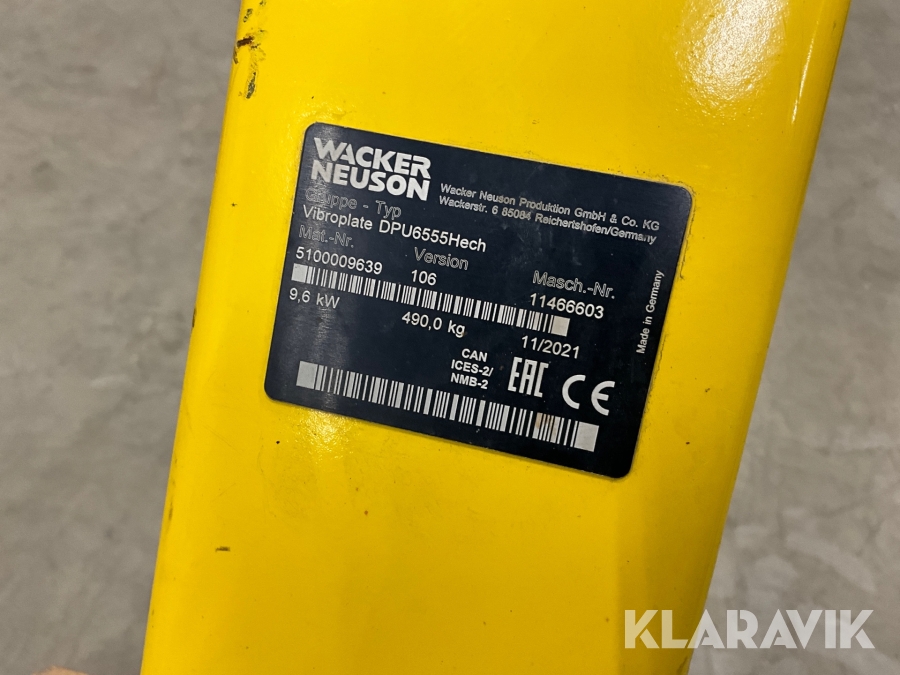 WACKER
NEUSON
Wacker Neuson Produktion GmbH & Co. KG
Wackerstr. 6 85084 Reichertshofen/Germany
Gruppe - Typ
Vibroplate DPU6555Hech
Mat.-Nr. Version Masch.-Nr.
5100009639 106 11466603
9,6 kW 490,0 kg 11/2021
CAN
ICES-2/
NMB-2
EAC CE
Made in Germany
KLARAVIK